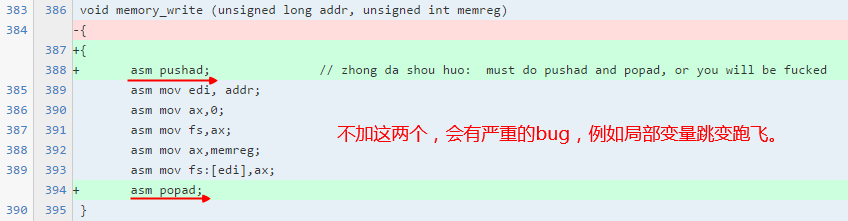 383 386 void memory_write (unsigned long addr, unsigned int memreg)
384 -{
387 +{
388 + asm pushad; // zhong da shou huo: must do pushad and popad, or you will be fucked
385 389 asm mov edi, addr;
386 390 asm mov ax,0;
387 391 asm mov fs,ax;
不加这两个，会有严重的bug，例如局部变量跳变跑飞。
388 392 asm mov ax,memreg;
389 393 asm mov fs:[edi],ax;
394 + asm popad;
390 395 }